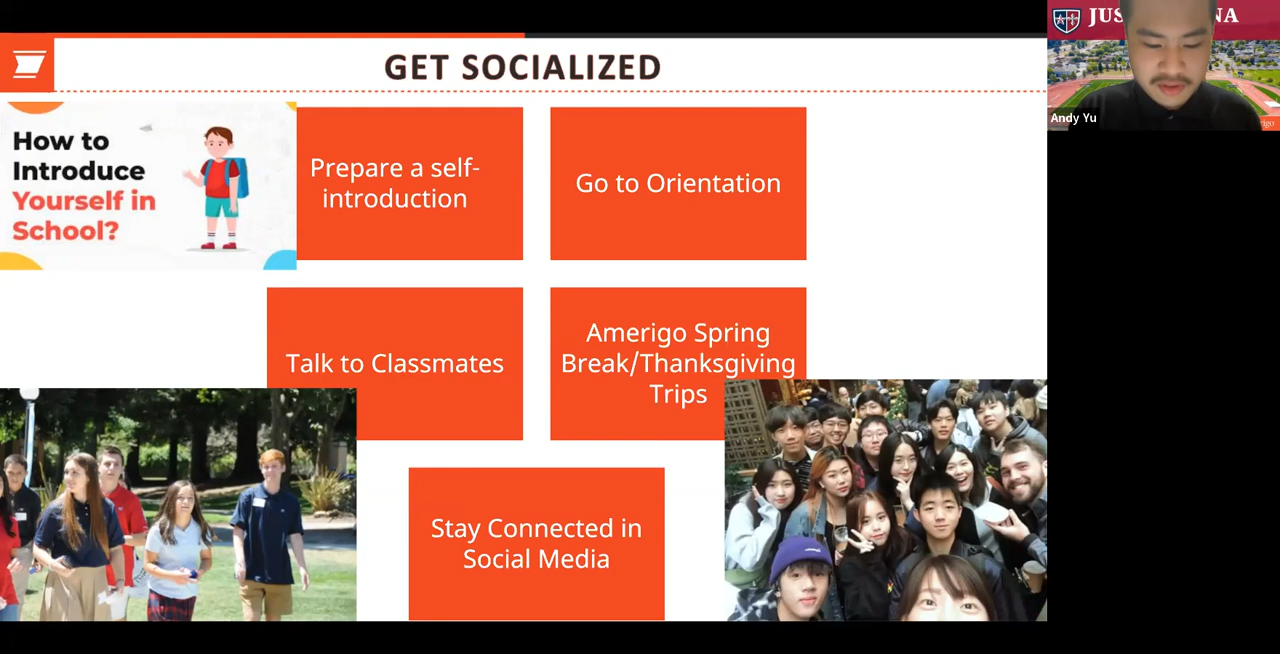 GET SOCIALIZED
How to
Introduce
Yourself in
School?
Prepare a self-
introduction
Go to Orientation
Talk to Classmates
Amerigo Spring
Break/Thanksgiving
Trips
Stay Connected in
Social Media
Andy Yu